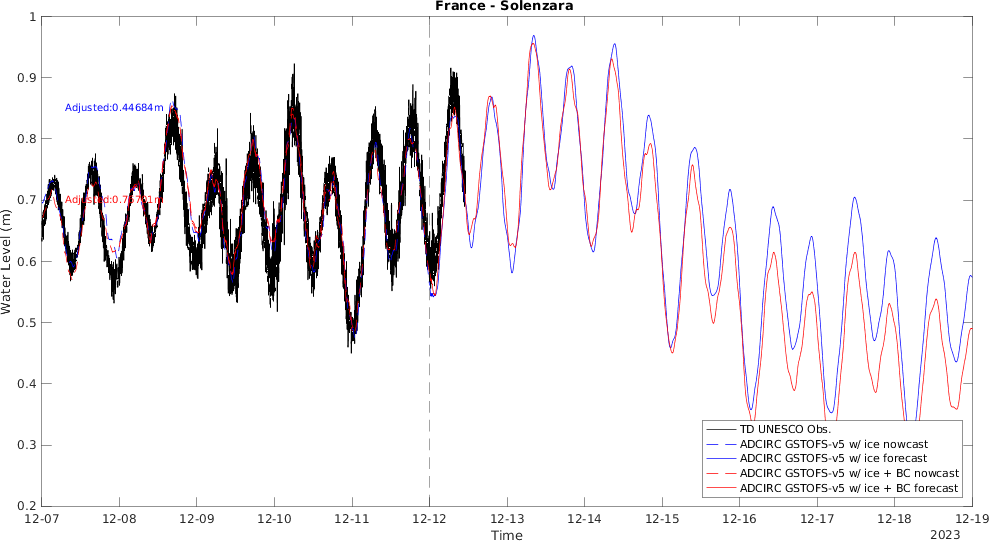 France - Solenzara
Water Level (m)
1
0.9
0.8
0.7
0.6
0.5
0.4
0.3
0.2
Adjusted:0.44684m
TD UNESCO Obs.
ADCIRC GSTOFS-v5 w/ ice nowcast
ADCIRC GSTOFS-v5 w/ ice forecast
ADCIRC GSTOFS-v5 w/ ice + BC nowcast
ADCIRC GSTOFS-v5 w/ ice + BC forecast
12-07 12-08 12-09 12-10 12-11 12-12 12-13 12-14 12-15 12-16 12-17 12-18 12-19
Time
2023